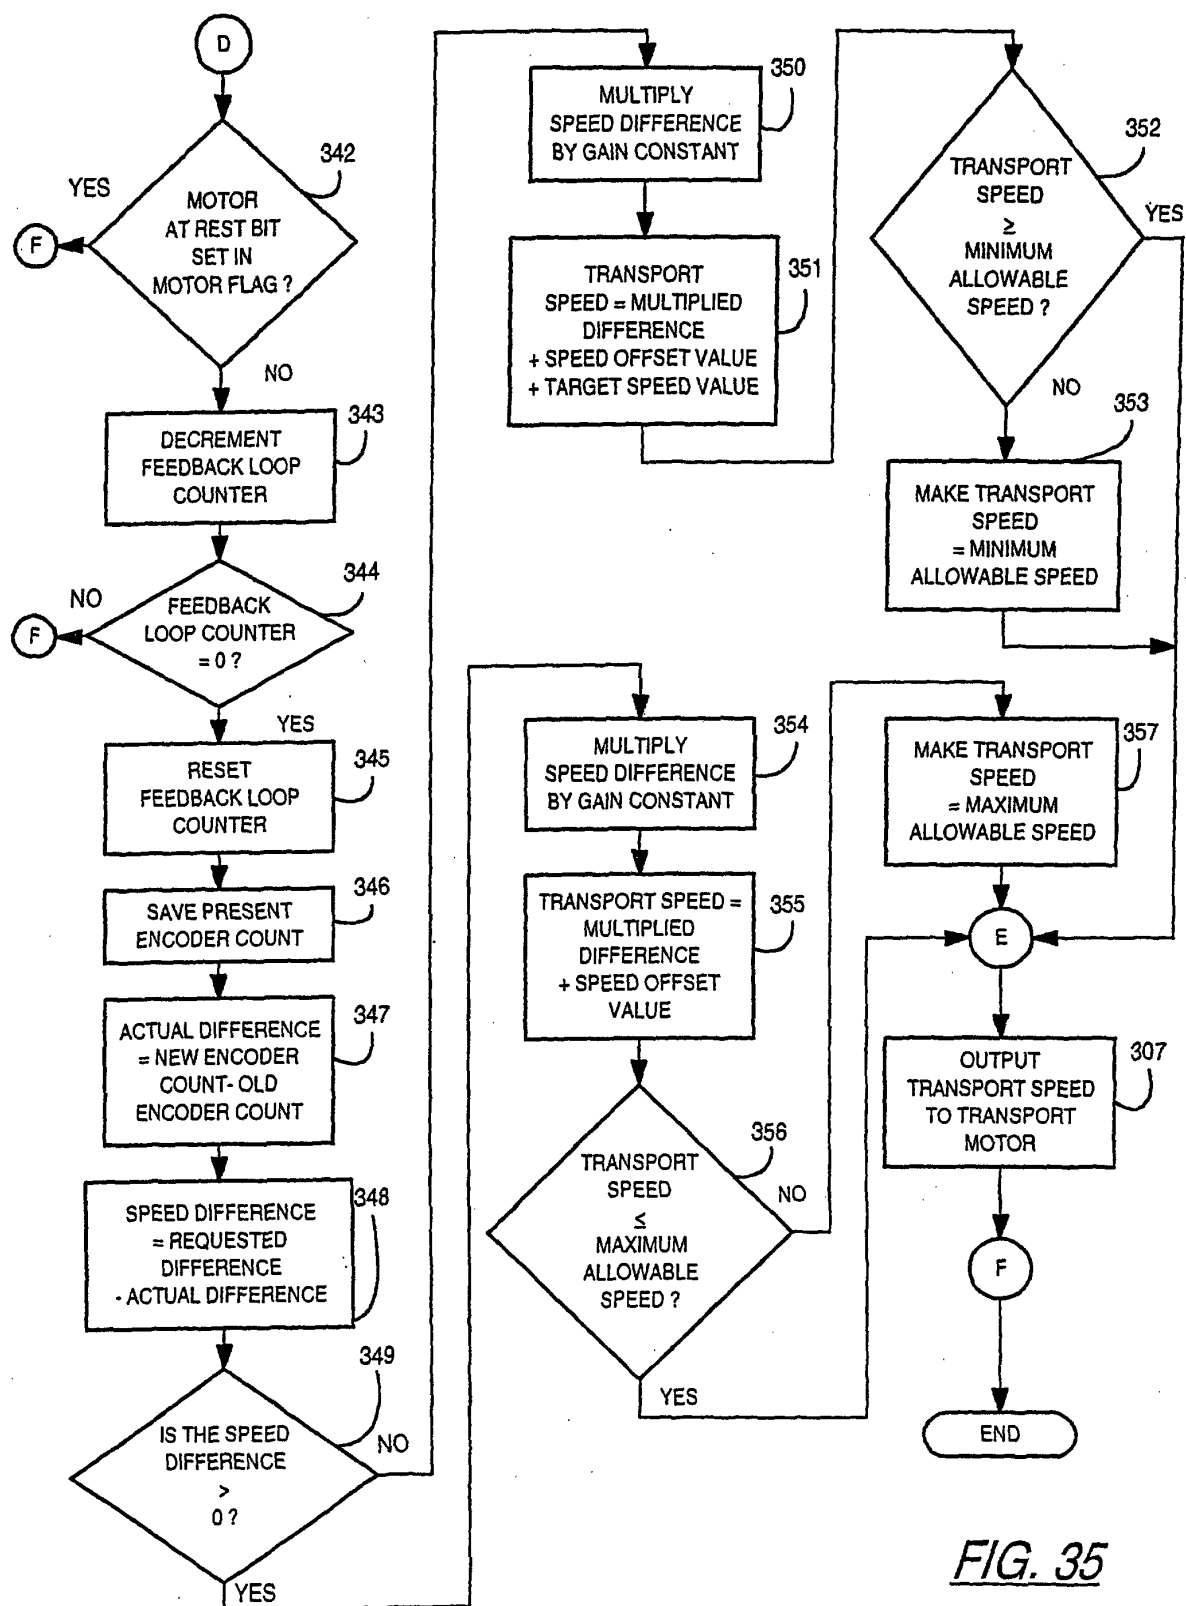 D
342
YES
MOTOR
AT REST BIT
SET IN
MOTOR FLAG ?
F
NO
343
DECREMENT
FEEDBACK LOOP
COUNTER
344
NO
FEEDBACK
LOOP COUNTER
= 0 ?
F
YES
345
RESET
FEEDBACK LOOP
COUNTER
346
SAVE PRESENT
ENCODER COUNT
347
ACTUAL DIFFERENCE
= NEW ENCODER
COUNT- OLD
ENCODER COUNT
348
SPEED DIFFERENCE
= REQUESTED
DIFFERENCE
- ACTUAL DIFFERENCE
349
IS THE SPEED
DIFFERENCE
>
0 ?
NO
YES
350
MULTIPLY
SPEED DIFFERENCE
BY GAIN CONSTANT
351
TRANSPORT
SPEED = MULTIPLIED
DIFFERENCE
+ SPEED OFFSET VALUE
+ TARGET SPEED VALUE
352
TRANSPORT
SPEED
≥
MINIMUM
ALLOWABLE
SPEED ?
YES
NO
353
MAKE TRANSPORT
SPEED
= MINIMUM
ALLOWABLE SPEED
354
MULTIPLY
SPEED DIFFERENCE
BY GAIN CONSTANT
355
TRANSPORT SPEED =
MULTIPLIED
DIFFERENCE
+ SPEED OFFSET
VALUE
356
TRANSPORT
SPEED
≤
MAXIMUM
ALLOWABLE
SPEED ?
NO
YES
357
MAKE TRANSPORT
SPEED
= MAXIMUM
ALLOWABLE SPEED
E
307
OUTPUT
TRANSPORT SPEED
TO TRANSPORT
MOTOR
F
END
FIG. 35